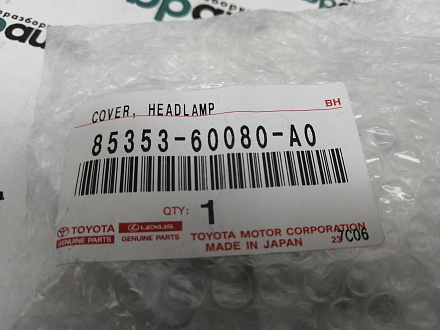 COVER, HEADLAMP
BH
85353-60080-A0
QTY: 1
TOYOTA
GENUINE PARTS
LEXUS
GENUINE PARTS
TOYOTA MOTOR CORPORATION
MADE IN JAPAN
7C06